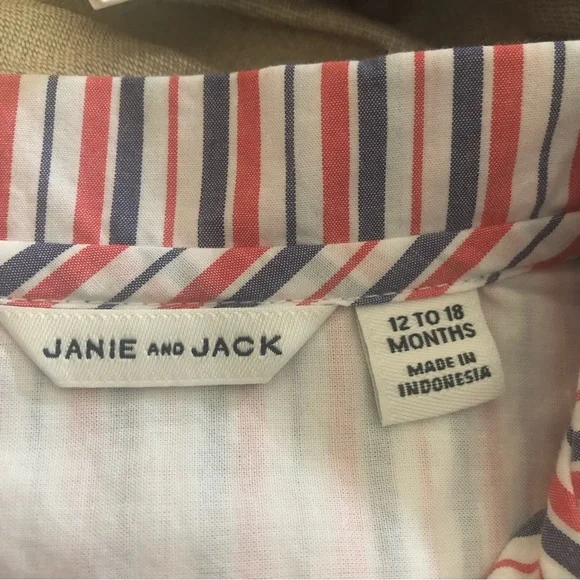 JANIE AND JACK
12 TO 18
MONTHS
MADE IN
INDONESIA